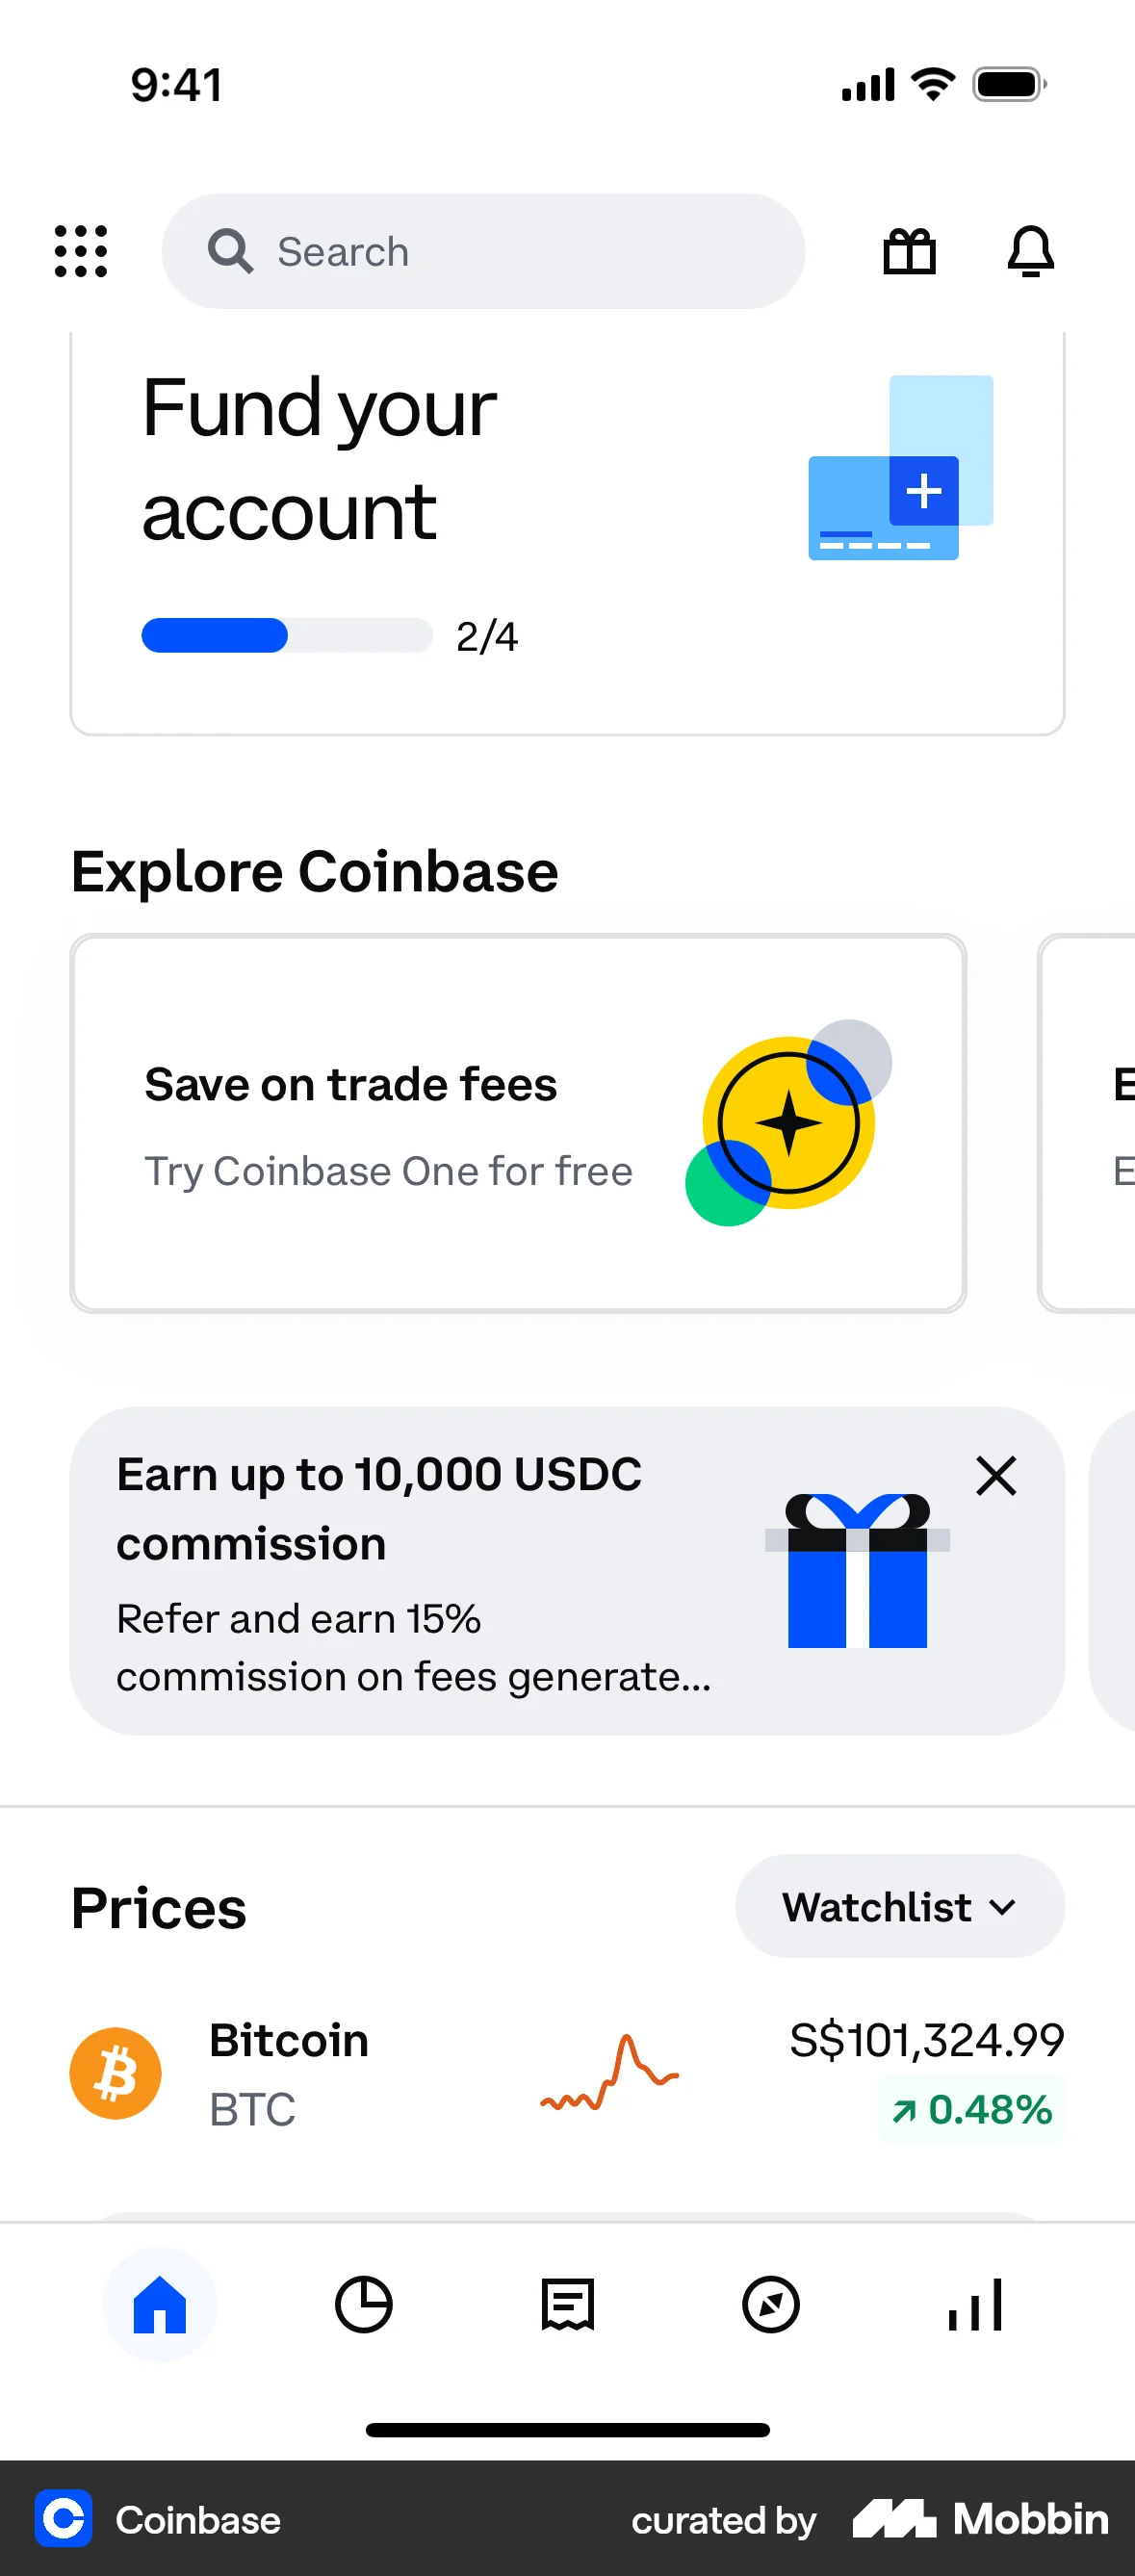 9:41
Search
Fund your
account
2/4
Explore Coinbase
Save on trade fees
Try Coinbase One for free
E
E
Earn up to 10,000 USDC
commission
Refer and earn 15%
commission on fees generate...
Prices
Watchlist
Bitcoin
BTC
S$101,324.99
0.48%
Coinbase
curated by
Mobbin